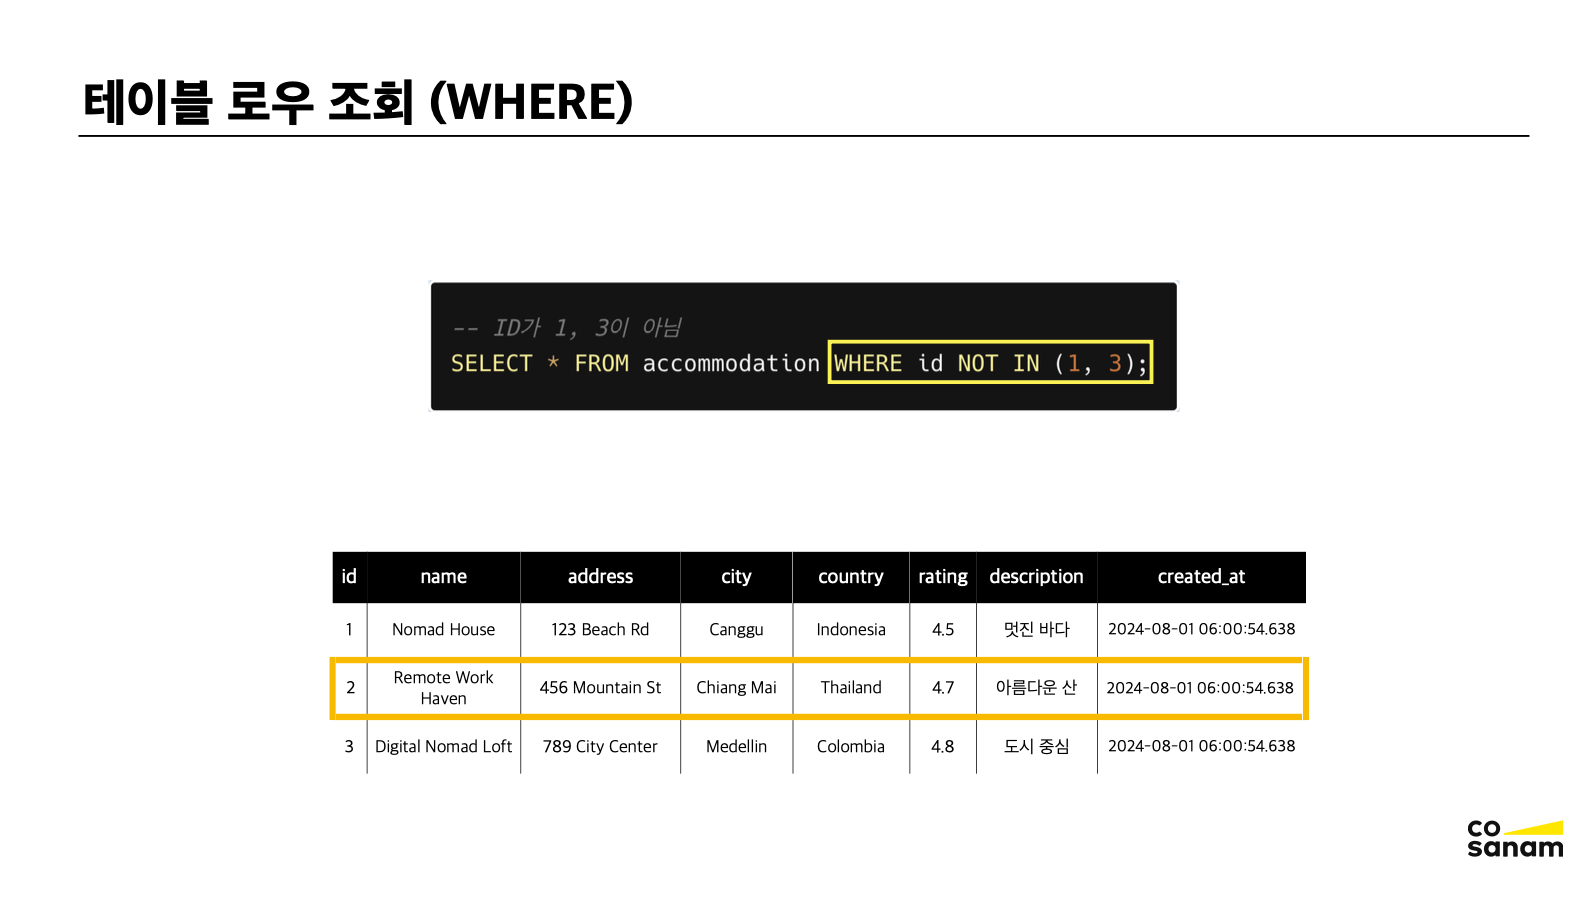 테이블 로우 조회 (WHERE)
-- ID가 1, 3이 아님
SELECT * FROM accommodation WHERE id NOT IN (1, 3);
id name address city country rating description created_at
1 Nomad House 123 Beach Rd Canggu Indonesia 4.5 멋진 바다 2024-08-01 06:00:54.638
2 Remote Work Haven 456 Mountain St Chiang Mai Thailand 4.7 아름다운 산 2024-08-01 06:00:54.638
3 Digital Nomad Loft 789 City Center Medellin Colombia 4.8 도시 중심 2024-08-01 06:00:54.638
co
sanam